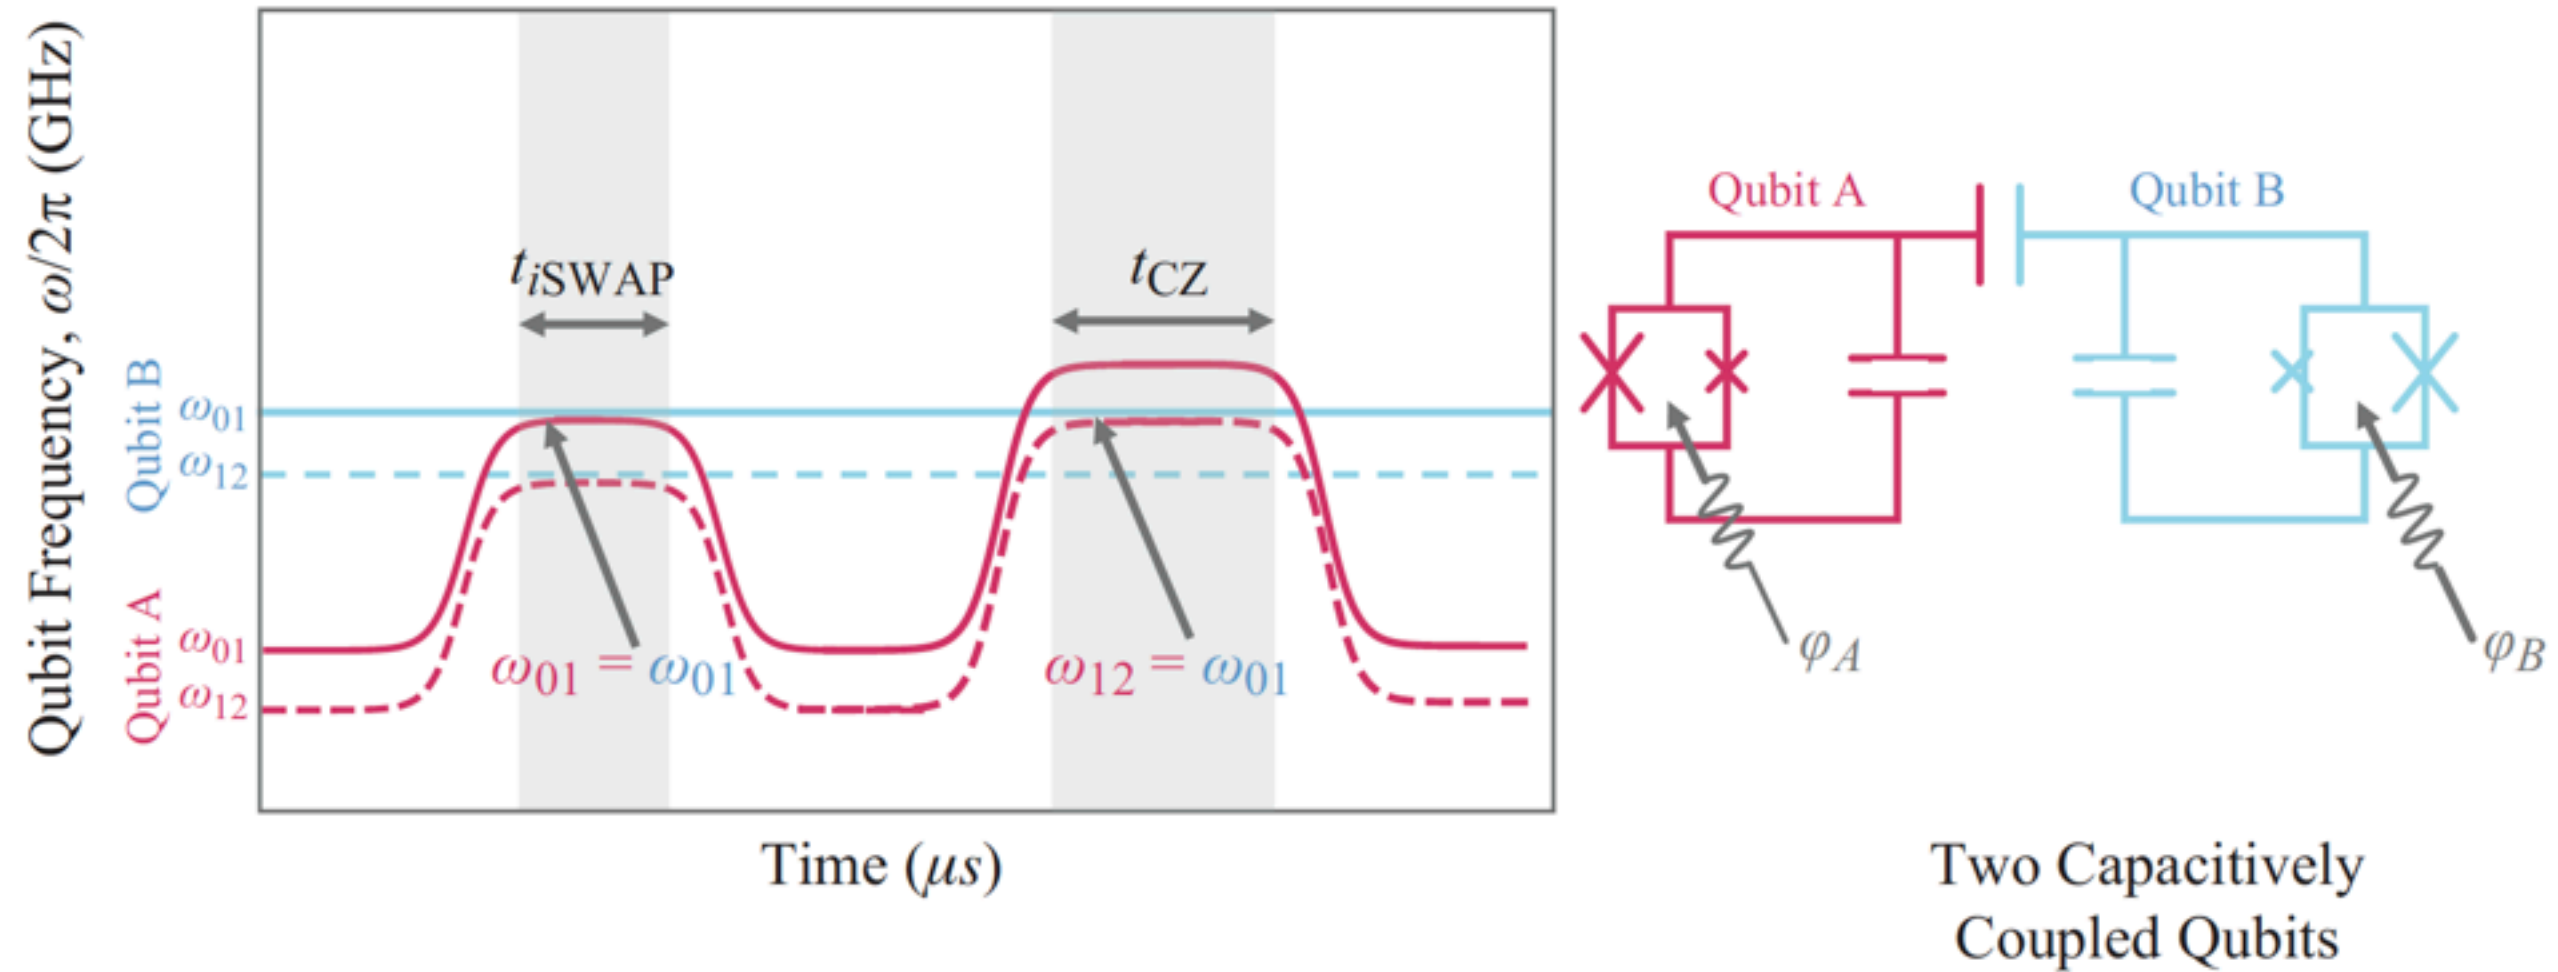 Qubit Frequency, ω/2π (GHz)
Qubit B
ω01
ω12
Qubit A
ω01
ω12
tiSWAP
tCZ
ω01 = ω01
ω12 = ω01
Time (μs)
Qubit A
Qubit B
φA
φB
Two Capacitively
Coupled Qubits